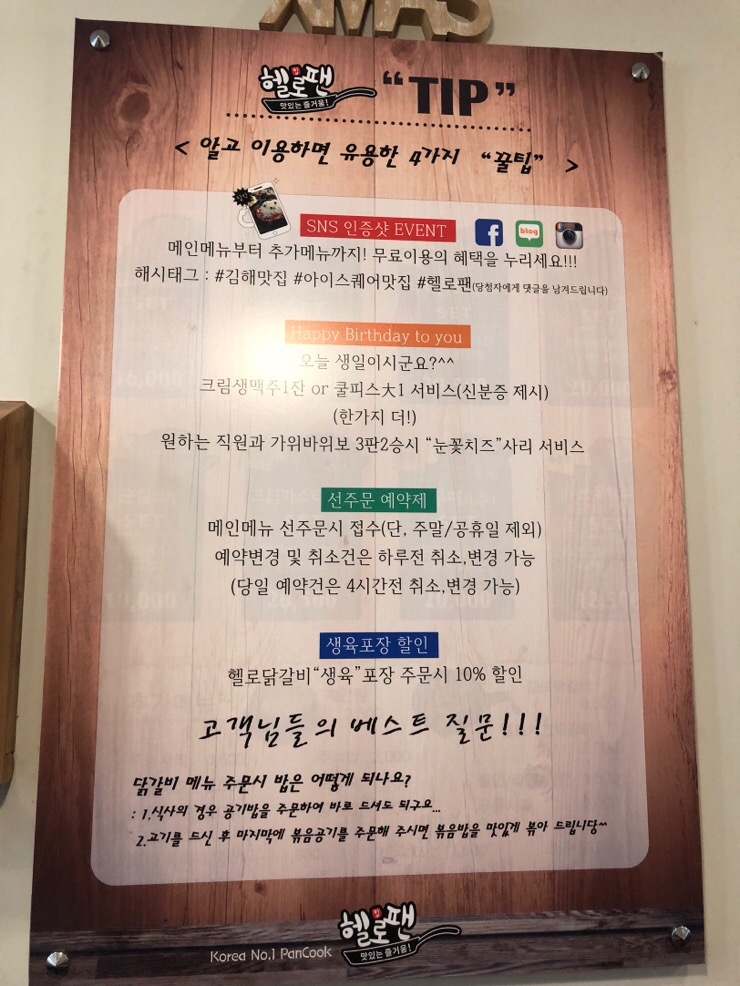 XMAS
헬로팬
맛있는 즐거움!
“TIP”
< 알고 이용하면 유용한 4가지 “꿀팁” >
SNS 인증샷 EVENT
blog
메인메뉴부터 추가메뉴까지! 무료이용의 혜택을 누리세요!!!
해시태그 : #김해맛집 #아이스퀘어맛집 #헬로팬(당첨자에게 댓글을 남겨드립니다)
Happy Birthday to you
오늘 생일이시군요?^^
크림생맥주1잔 or 쿨피스大1 서비스(신분증 제시)
(한가지 더!)
원하는 직원과 가위바위보 3판2승시 “눈꽃치즈”사리 서비스
선주문 예약제
메인메뉴 선주문시 접수(단, 주말/공휴일 제외)
예약변경 및 취소건은 하루전 취소,변경 가능
(당일 예약건은 4시간전 취소,변경 가능)
생육포장 할인
헬로닭갈비“생육”포장 주문시 10% 할인
고객님들의 베스트 질문!!!
닭갈비 메뉴 주문시 밥은 어떻게 되나요?
: 1.식사의 경우 공기밥을 주문하여 바로 드셔도 되구요...
2.고기를 드신 후 마지막에 볶음공기를 주문해 주시면 볶음밥을 맛있게 볶아 드립니당~
Korea No.1 PanCook
헬로팬
맛있는 즐거움!